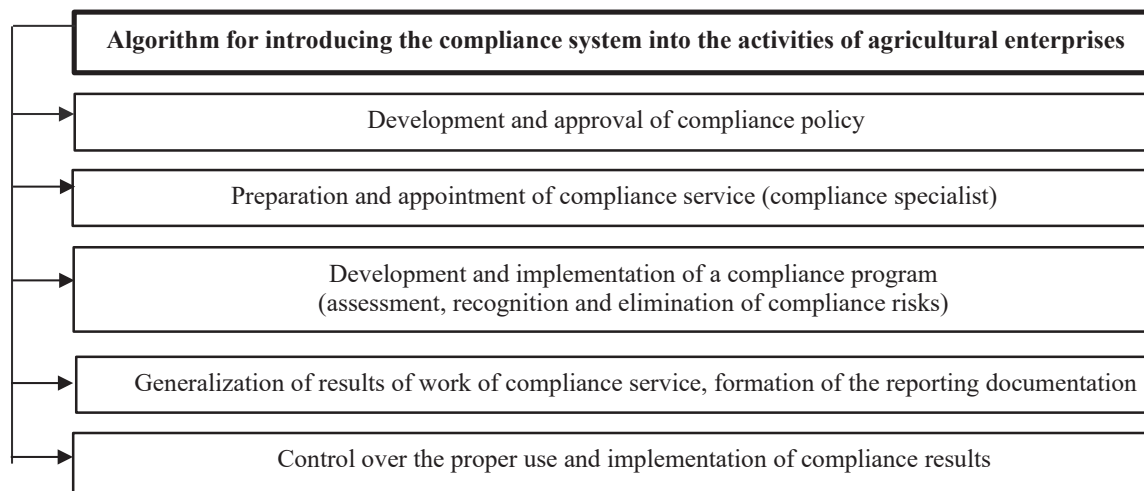 Algorithm for introducing the compliance system into the activities of agricultural enterprises
Development and approval of compliance policy
Preparation and appointment of compliance service (compliance specialist)
Development and implementation of a compliance program
(assessment, recognition and elimination of compliance risks)
Generalization of results of work of compliance service, formation of the reporting documentation
Control over the proper use and implementation of compliance results